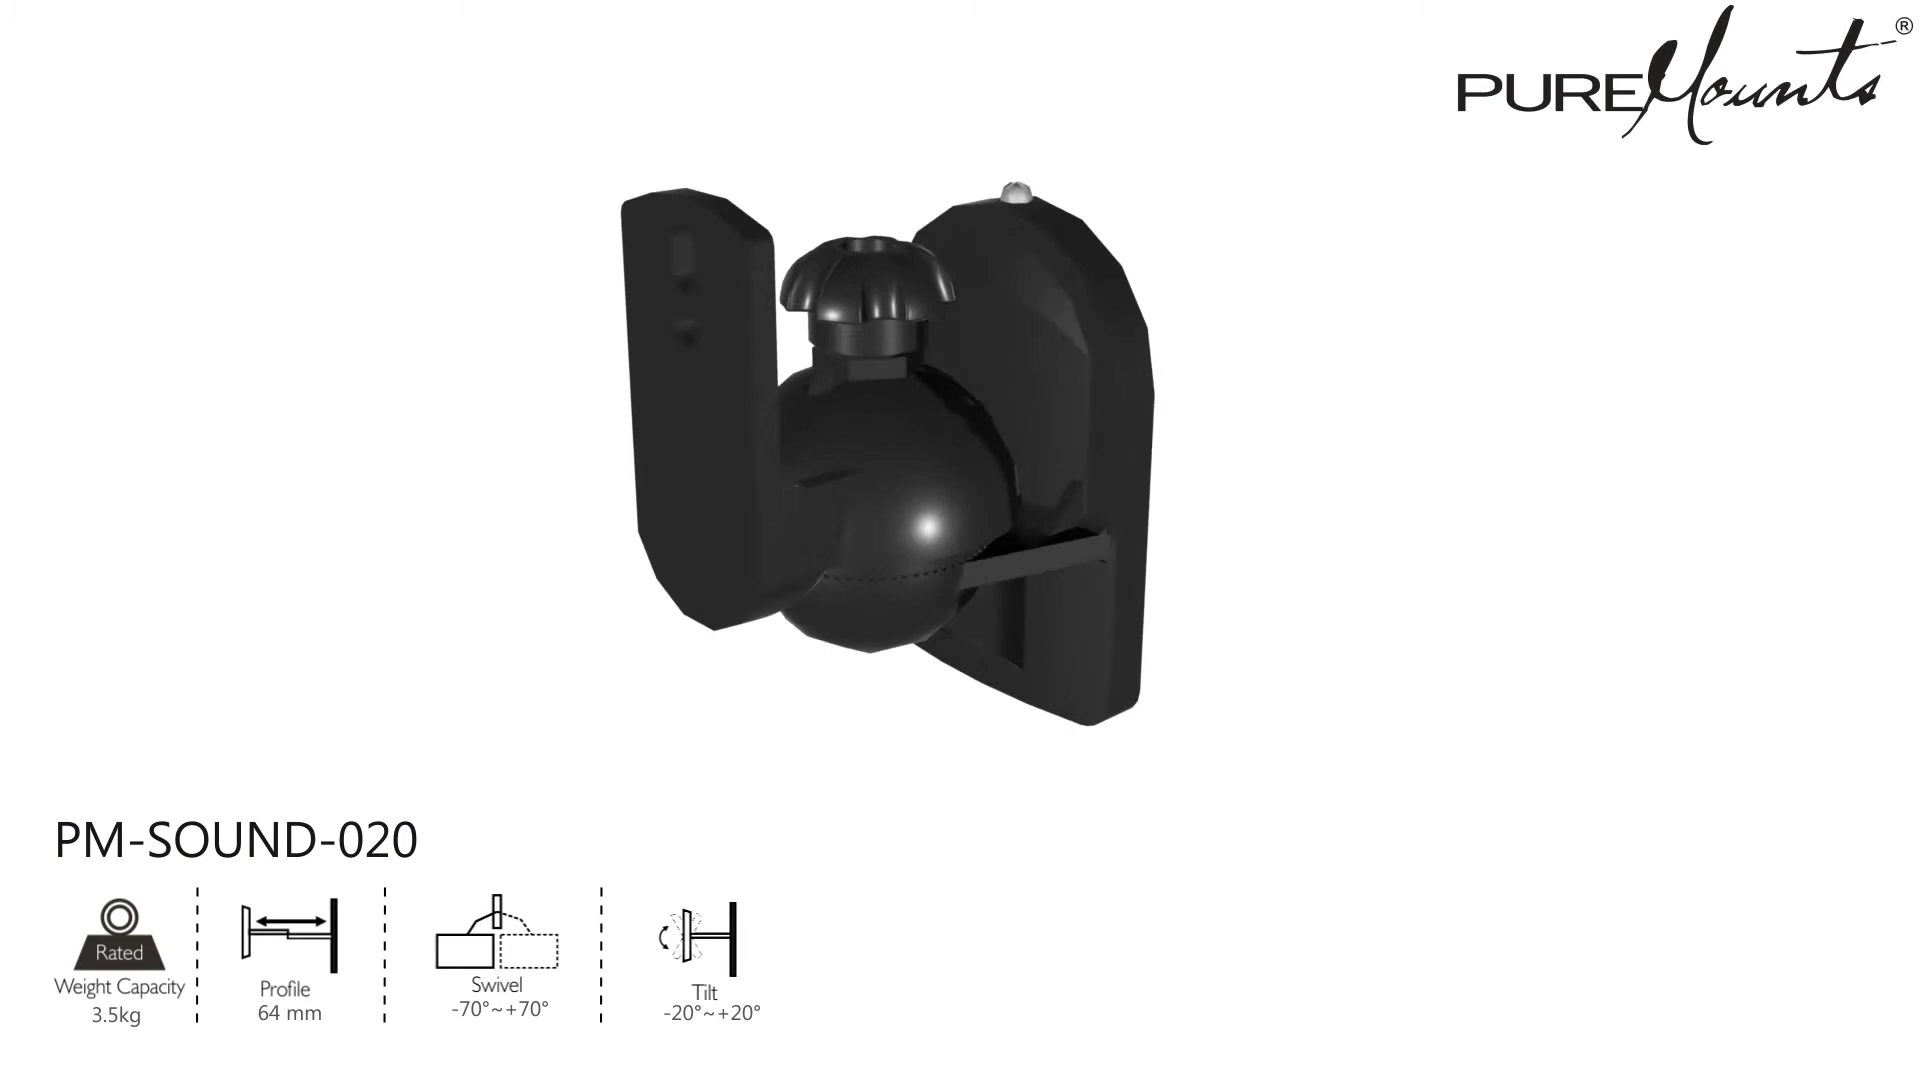 PUREMounts®
PM-SOUND-020
Rated
Weight Capacity
3.5kg
Profile
64 mm
Swivel
-70°~+70°
Tilt
-20°~+20°